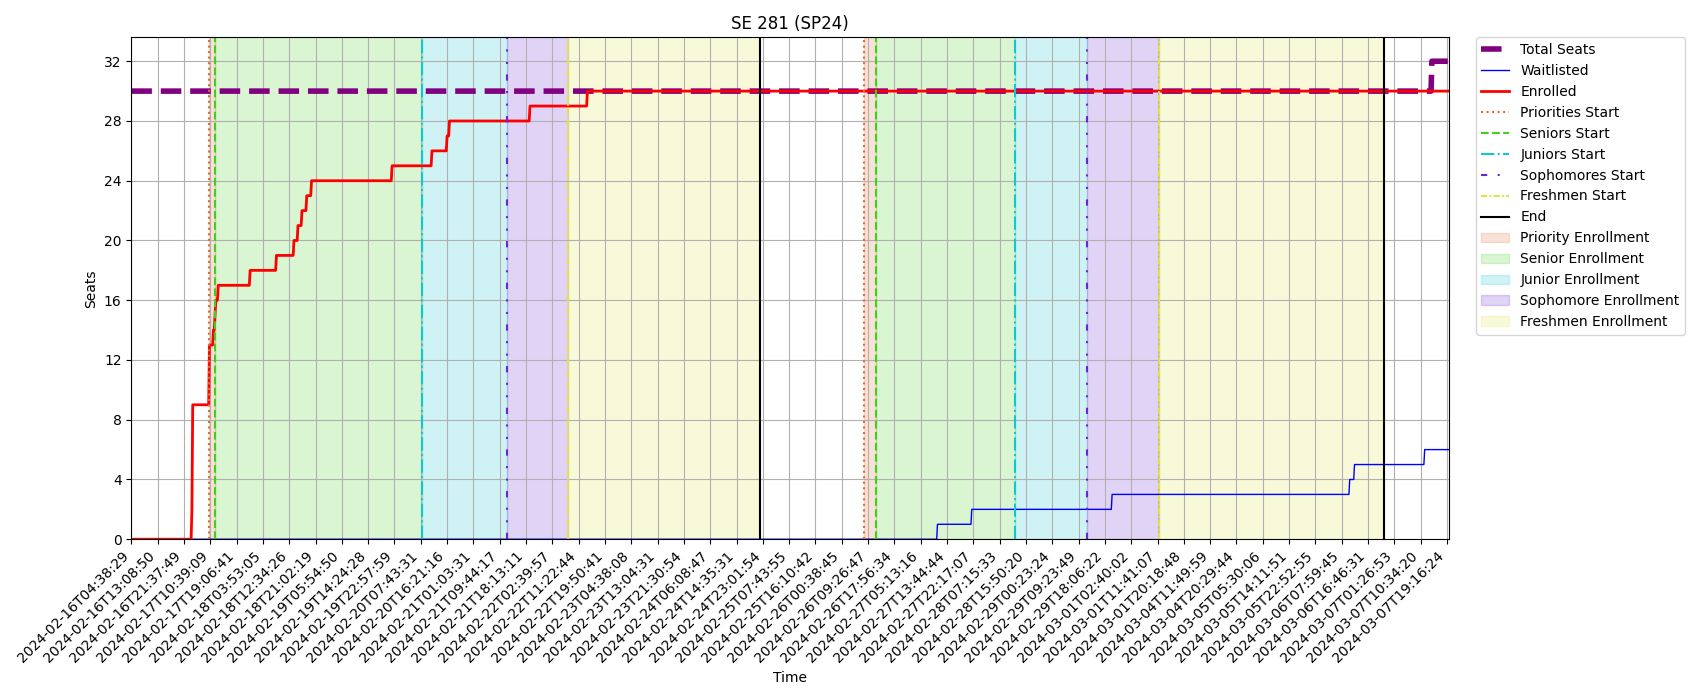 SE 281 (SP24)
Seats
32
28
24
20
16
12
8
4
0
2024-02-16T04:38:29
2024-02-16T13:08:50
2024-02-16T21:37:49
2024-02-17T10:39:09
2024-02-17T19:06:41
2024-02-18T03:53:05
2024-02-18T12:34:26
2024-02-18T21:02:19
2024-02-19T05:54:50
2024-02-19T14:24:28
2024-02-19T22:57:59
2024-02-20T07:43:31
2024-02-20T16:21:16
2024-02-21T01:03:31
2024-02-21T09:44:17
2024-02-21T18:13:11
2024-02-22T02:39:57
2024-02-22T11:22:44
2024-02-22T19:50:41
2024-02-23T04:38:08
2024-02-23T13:04:31
2024-02-23T21:30:54
2024-02-24T06:08:47
2024-02-24T14:35:31
2024-02-24T23:01:54
2024-02-25T07:43:55
2024-02-25T16:10:42
2024-02-26T00:38:45
2024-02-26T09:26:47
2024-02-26T17:56:34
2024-02-27T05:13:16
2024-02-27T13:44:44
2024-02-27T22:17:07
2024-02-28T07:15:33
2024-02-28T15:50:20
2024-02-29T00:23:24
2024-02-29T09:23:49
2024-02-29T18:06:22
2024-03-01T02:40:02
2024-03-01T11:41:07
2024-03-01T20:18:48
2024-03-04T11:49:59
2024-03-04T20:29:44
2024-03-05T05:30:06
2024-03-05T14:11:51
2024-03-05T22:52:55
2024-03-06T07:59:45
2024-03-06T16:46:31
2024-03-07T01:26:53
2024-03-07T10:34:20
2024-03-07T19:16:24
Time
Total Seats
Waitlisted
Enrolled
Priorities Start
Seniors Start
Juniors Start
Sophomores Start
Freshmen Start
End
Priority Enrollment
Senior Enrollment
Junior Enrollment
Sophomore Enrollment
Freshmen Enrollment